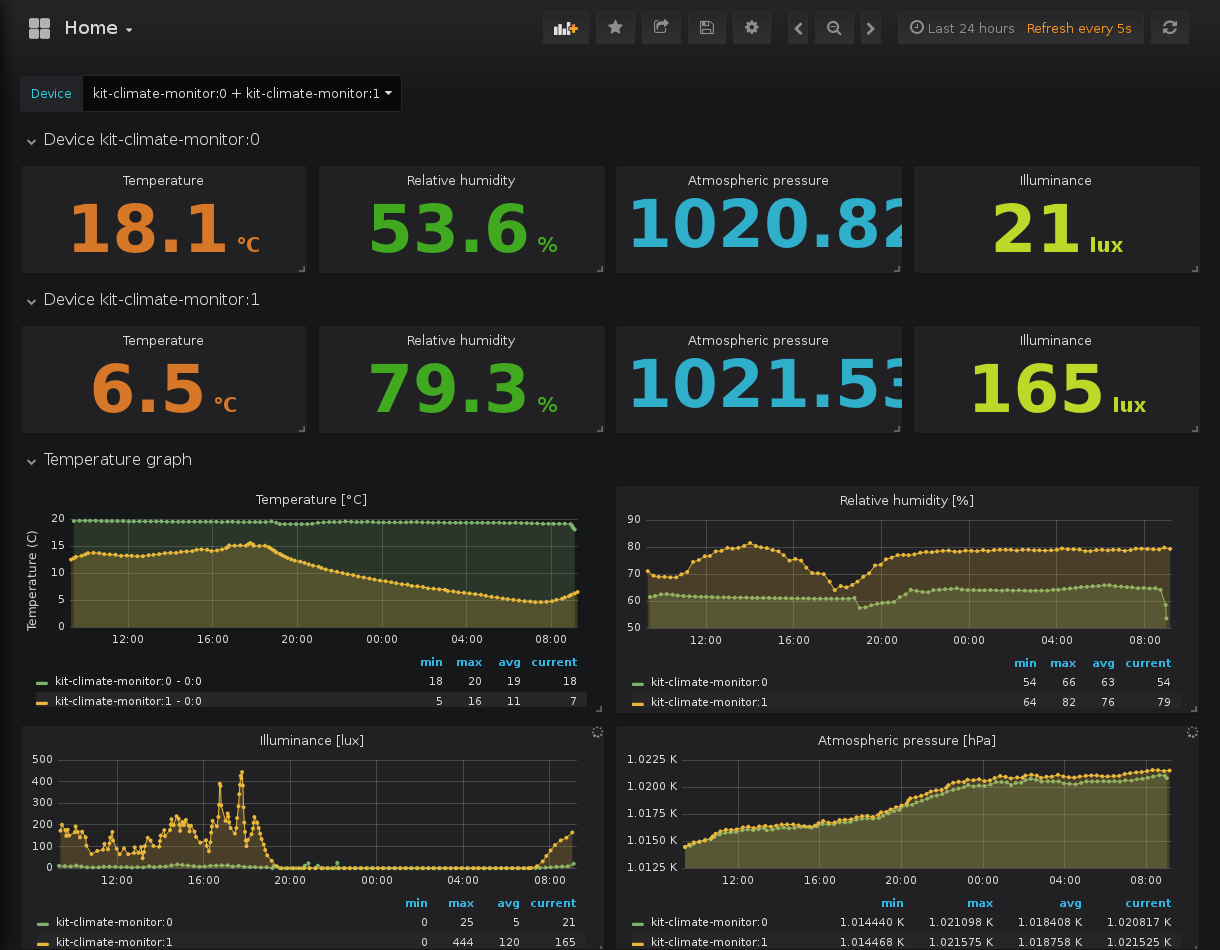 Home
Last 24 hours Refresh every 5s
Device kit-climate-monitor:0 + kit-climate-monitor:1
Device kit-climate-monitor:0
Temperature Relative humidity Atmospheric pressure Illuminance
18.1 °C 53.6 % 1020.82 21 lux
Device kit-climate-monitor:1
Temperature Relative humidity Atmospheric pressure Illuminance
6.5 °C 79.3 % 1021.53 165 lux
Temperature graph
Temperature [°C]
Temperature (C)
20
15
10
5
0
12:00 16:00 20:00 00:00 04:00 08:00
min max avg current
kit-climate-monitor:0 - 0:0 18 20 19 18
kit-climate-monitor:1 - 0:0 5 16 11 7
Relative humidity [%]
90
80
70
60
50
12:00 16:00 20:00 00:00 04:00 08:00
min max avg current
kit-climate-monitor:0 54 66 63 54
kit-climate-monitor:1 64 82 76 79
Illuminance [lux]
500
400
300
200
100
0
12:00 16:00 20:00 00:00 04:00 08:00
min max avg current
kit-climate-monitor:0 0 25 5 21
kit-climate-monitor:1 0 444 120 165
Atmospheric pressure [hPa]
1.0225 K
1.0200 K
1.0175 K
1.0150 K
1.0125 K
12:00 16:00 20:00 00:00 04:00 08:00
min max avg current
kit-climate-monitor:0 1.014440 K 1.021098 K 1.018408 K 1.020817 K
kit-climate-monitor:1 1.014468 K 1.021575 K 1.018758 K 1.021525 K